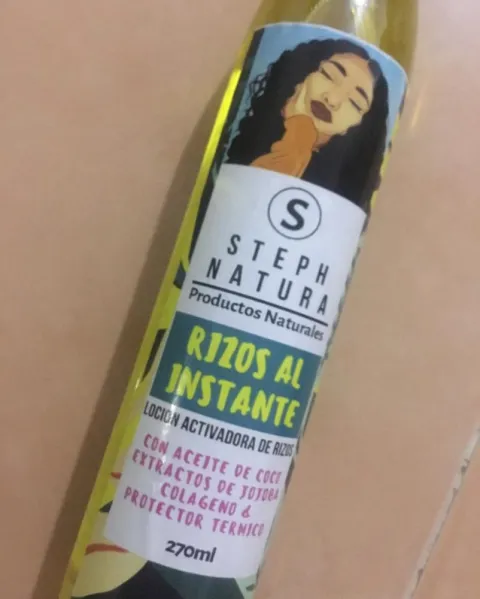 S
STEPH
NATURA
Productos Naturales
RIZOS AL
INSTANTE
LOCION ACTIVADORA DE RIZOS
CON ACEITE DE COCO
EXTRACTOS DE JOJOBA
COLAGENO &
PROTECTOR TERMICO
270ml